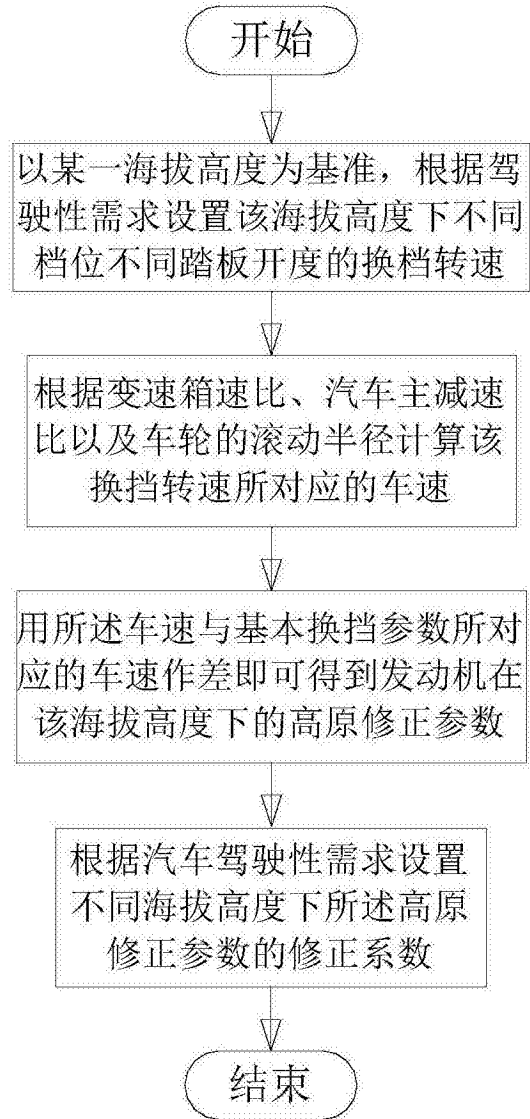 开始
以某一海拔高度为基准，根据驾
驶性需求设置该海拔高度下不同
档位不同踏板开度的换档转速
根据变速箱速比、汽车主减速
比以及车轮的滚动半径计算该
换挡转速所对应的车速
用所述车速与基本换挡参数所对
应的车速作差即可得到发动机在
该海拔高度下的高原修正参数
根据汽车驾驶性需求设置
不同海拔高度下所述高原
修正参数的修正系数
结束